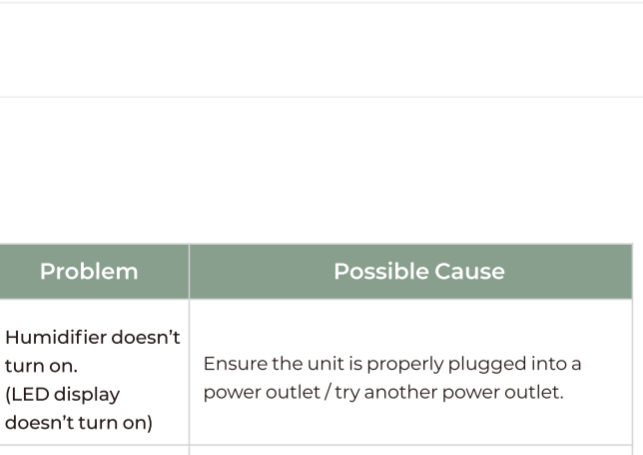 Problem
Possible Cause
Humidifier doesn’t
turn on.
(LED display
doesn’t turn on)
Ensure the unit is properly plugged into a
power outlet / try another power outlet.